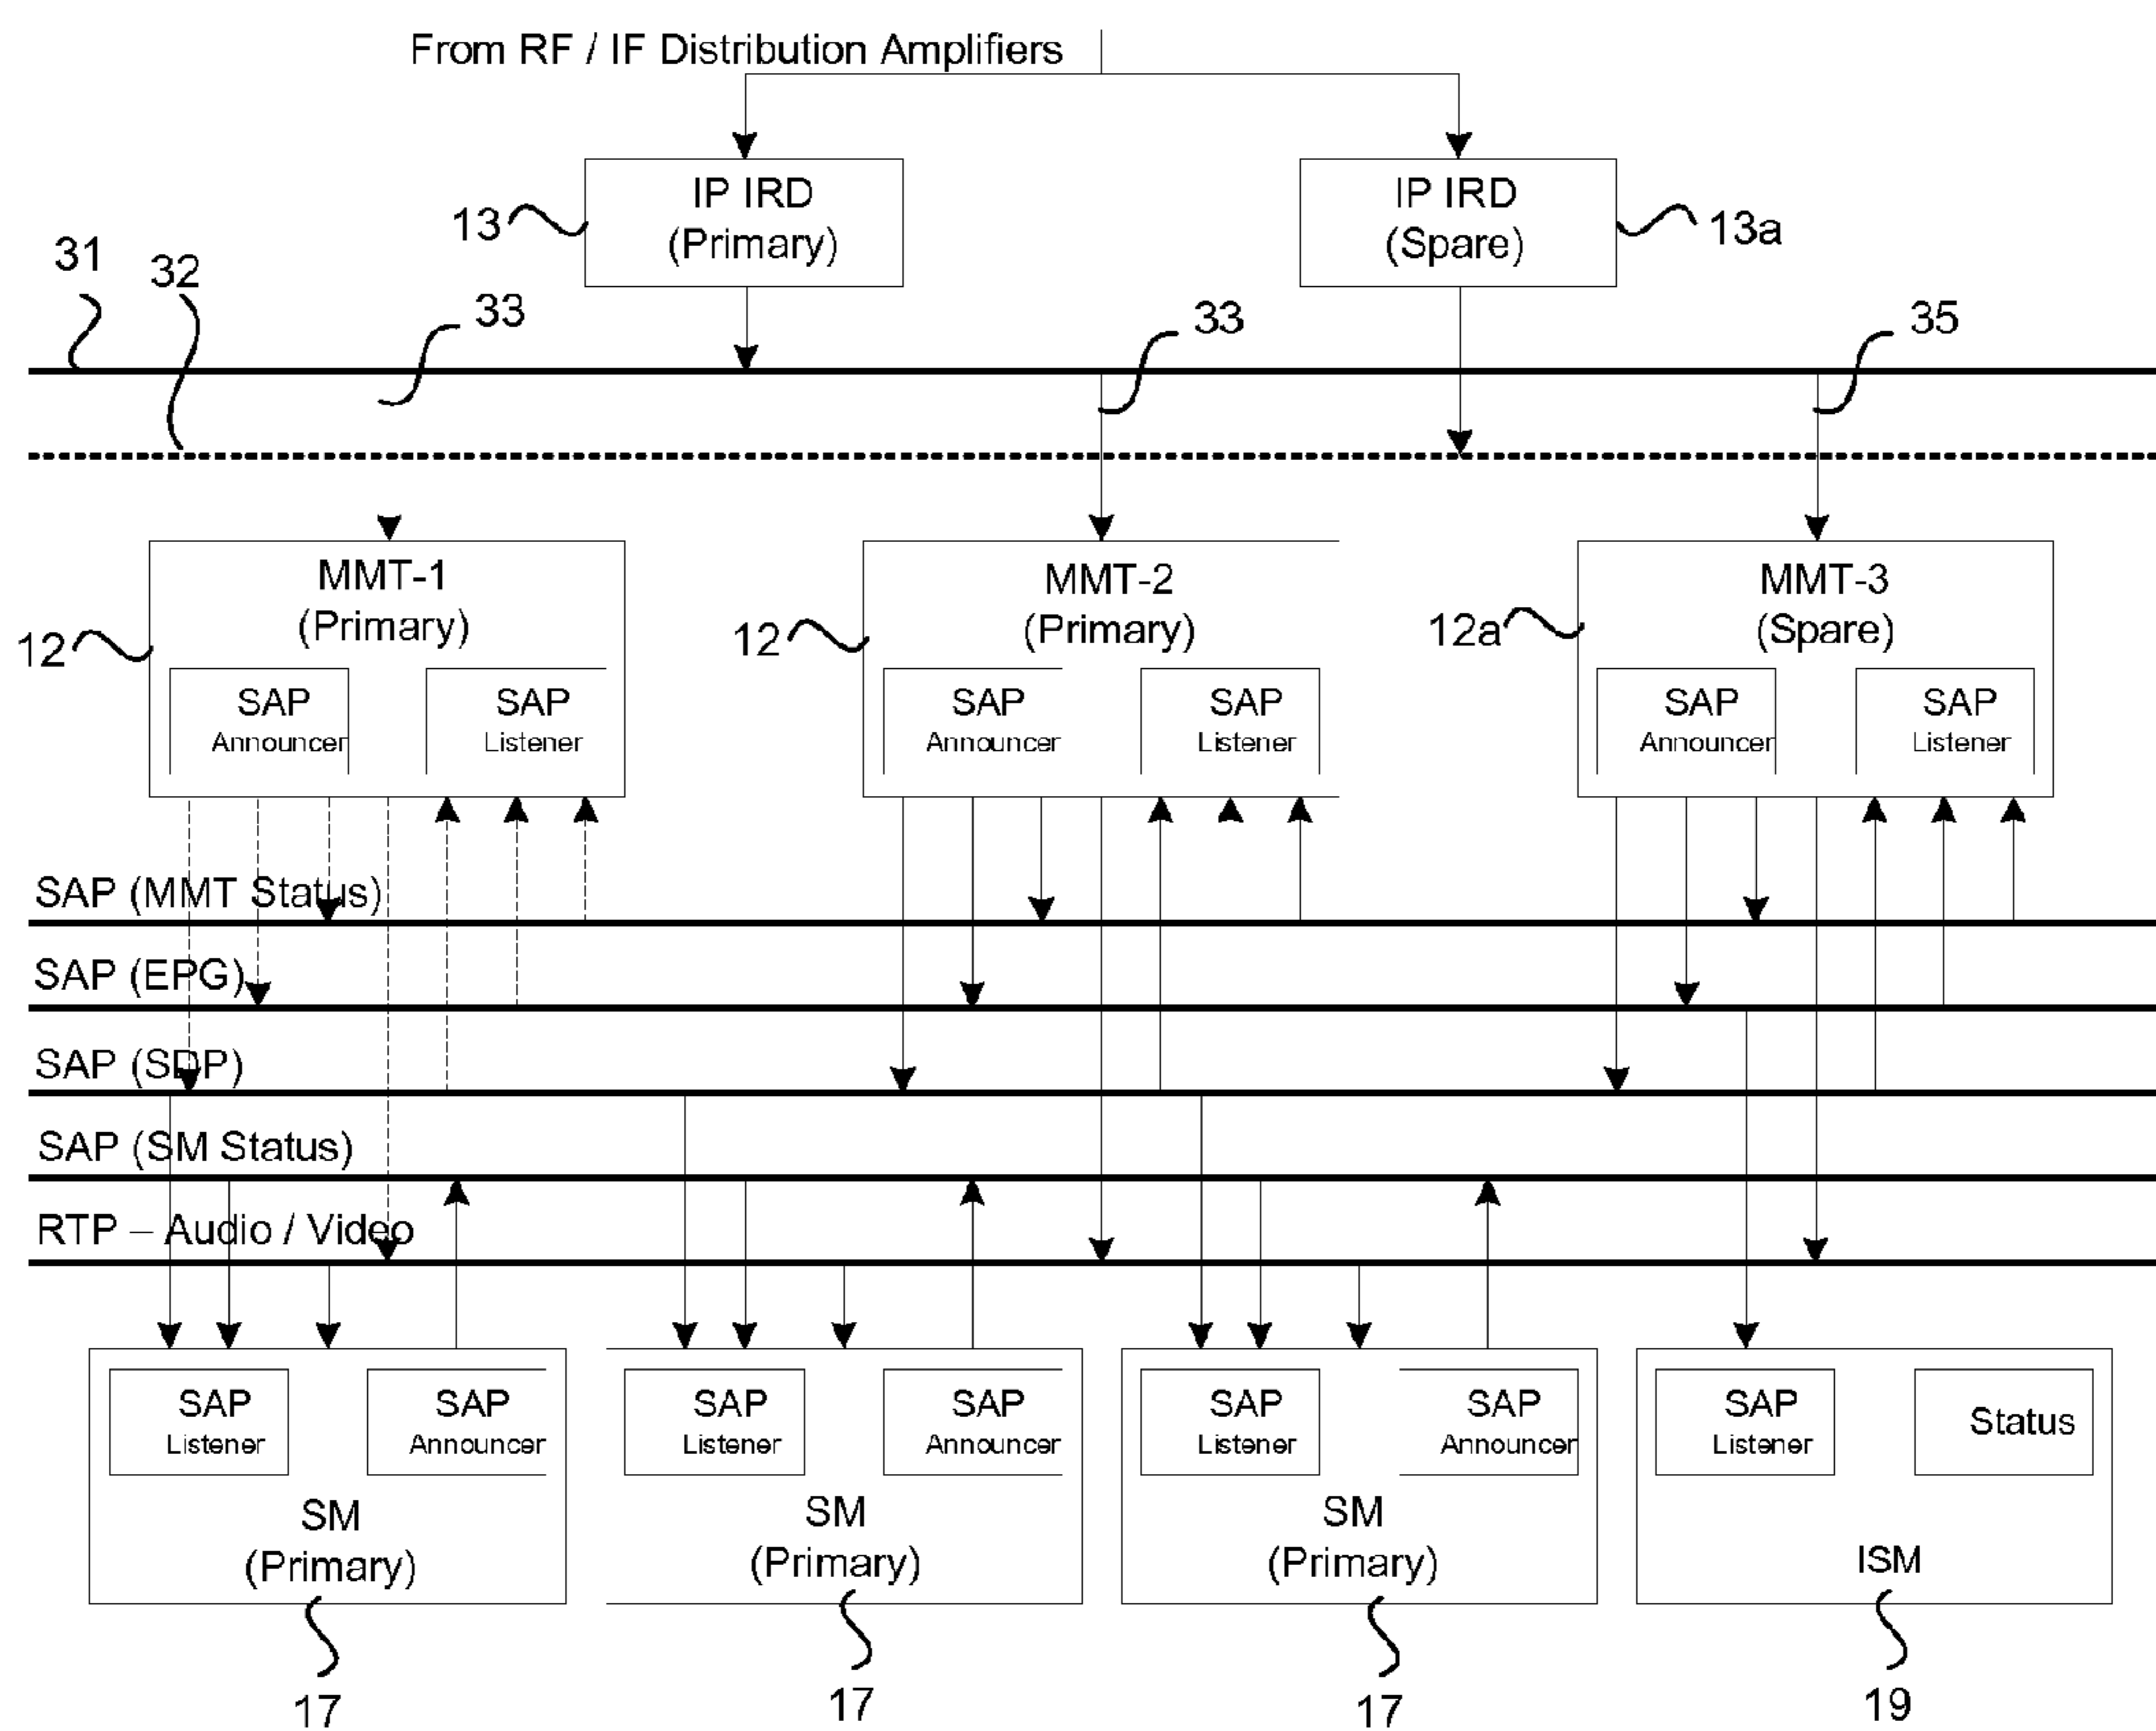 From RF / IF Distribution Amplifiers
IP IRD
(Primary)
IP IRD
(Spare)
13
13a
31
32
33
33
35
MMT-1
(Primary)
MMT-2
(Primary)
MMT-3
(Spare)
12
12
12a
SAP
Announcer
SAP
Listener
SAP
Announcer
SAP
Listener
SAP
Announcer
SAP
Listener
SAP (MMT Status)
SAP (EPG)
SAP (SDP)
SAP (SM Status)
RTP – Audio / Video
SAP
Listener
SAP
Announcer
SAP
Listener
SAP
Announcer
SAP
Listener
SAP
Announcer
SAP
Listener
Status
SM
(Primary)
SM
(Primary)
SM
(Primary)
ISM
17
17
17
19